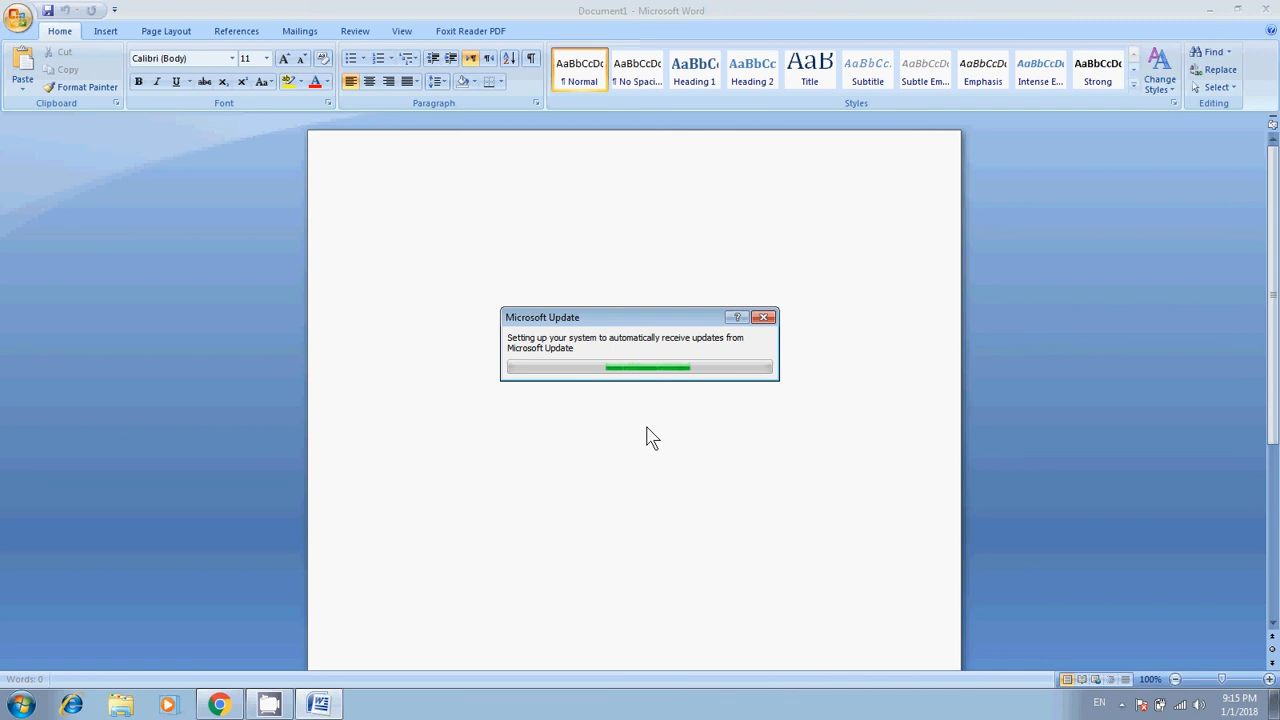 Document1 - Microsoft Word
Home Insert Page Layout References Mailings Review View Foxit Reader PDF
Paste
Cut
Copy
Format Painter
Clipboard
Calibri (Body) 11
B I U abe x, x² Aa
Font
Paragraph
AaBbCcDc AaBbCcDc AaBbC AaBbCc AaB AaBbCc. AaBbCcDc AaBbCcDc AaBbCcDc AaBbCcDc
¶ Normal ¶ No Spaci... Heading 1 Heading 2 Title Subtitle Subtle Em... Emphasis Intense E... Strong
Change
Styles
Styles
Find
Replace
Select
Editing
Microsoft Update
Setting up your system to automatically receive updates from
Microsoft Update
Words: 0
100%
EN
9:15 PM
1/1/2018